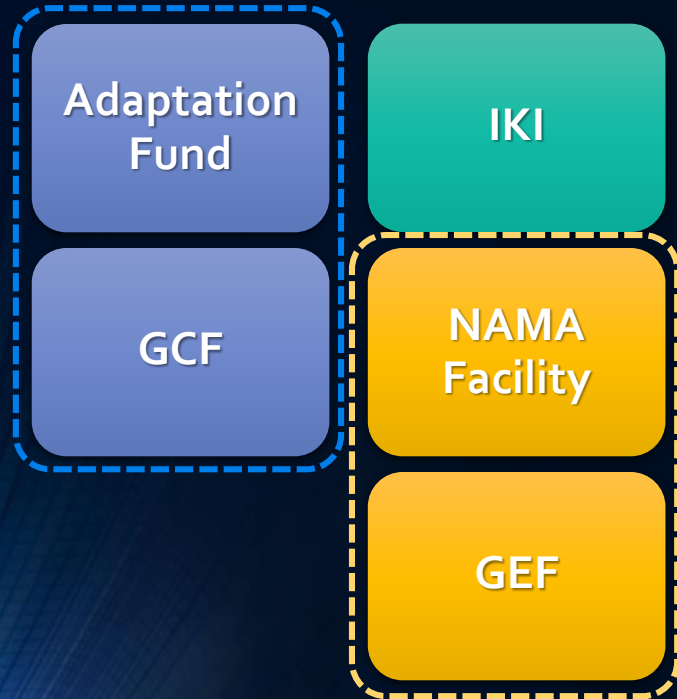 Adaptation
Fund
IKI
GCF
NAMA
Facility
GEF